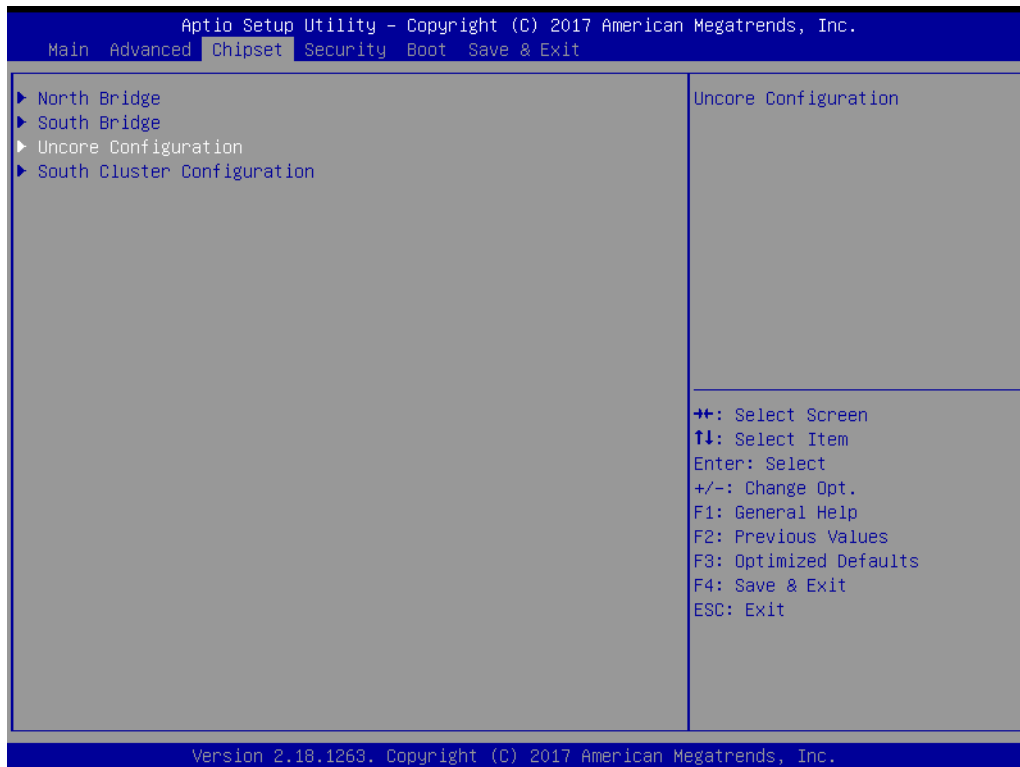 Aptio Setup Utility – Copyright (C) 2017 American Megatrends, Inc.
Main Advanced Chipset Security Boot Save & Exit
▶ North Bridge
▶ South Bridge
▶ Uncore Configuration
▶ South Cluster Configuration
Uncore Configuration
→←: Select Screen
↑↓: Select Item
Enter: Select
+/-: Change Opt.
F1: General Help
F2: Previous Values
F3: Optimized Defaults
F4: Save & Exit
ESC: Exit
Version 2.18.1263. Copyright (C) 2017 American Megatrends, Inc.